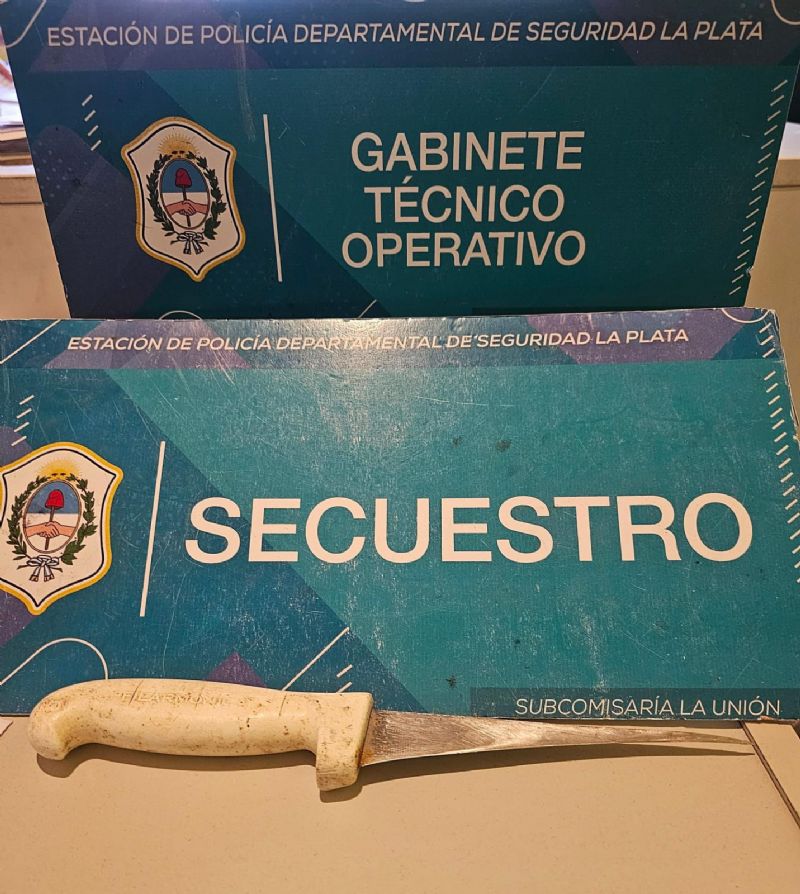 ESTACIÓN DE POLICÍA DEPARTAMENTAL DE SEGURIDAD LA PLATA
GABINETE
TÉCNICO
OPERATIVO
ESTACIÓN DE POLICÍA DEPARTAMENTAL DE SEGURIDAD LA PLATA
SECUESTRO
SUBCOMISARÍA LA UNIÓN